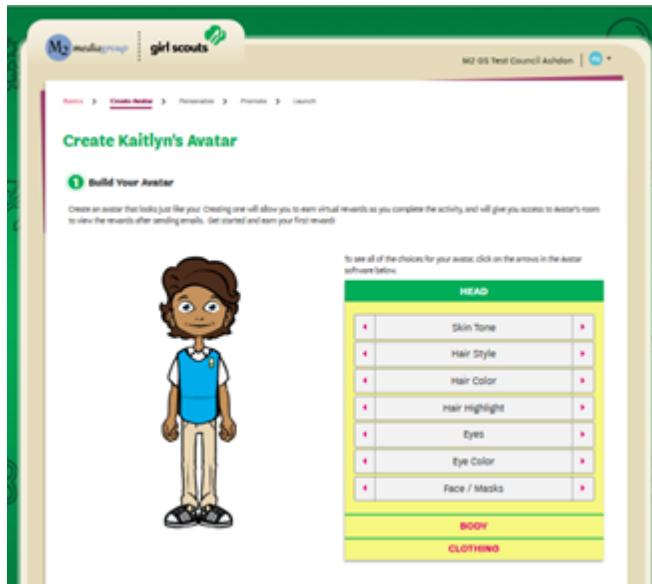 M2 mediagroup girl scouts
M2 GS Test Council Ashdon
Basics > Create Avatar > Personalize > Promote > Launch
Create Kaitlyn's Avatar
1 Build Your Avatar
Create an avatar that looks just like you! Creating one will allow you to earn virtual rewards as you complete the activity, and will give you access to Avatar's room
to view the rewards after sending emails. Get started and earn your first reward!
To see all of the choices for your avatar, click on the arrows in the Avatar
software below.
HEAD
Skin Tone
Hair Style
Hair Color
Hair Highlight
Eyes
Eye Color
Face / Masks
BODY
CLOTHING